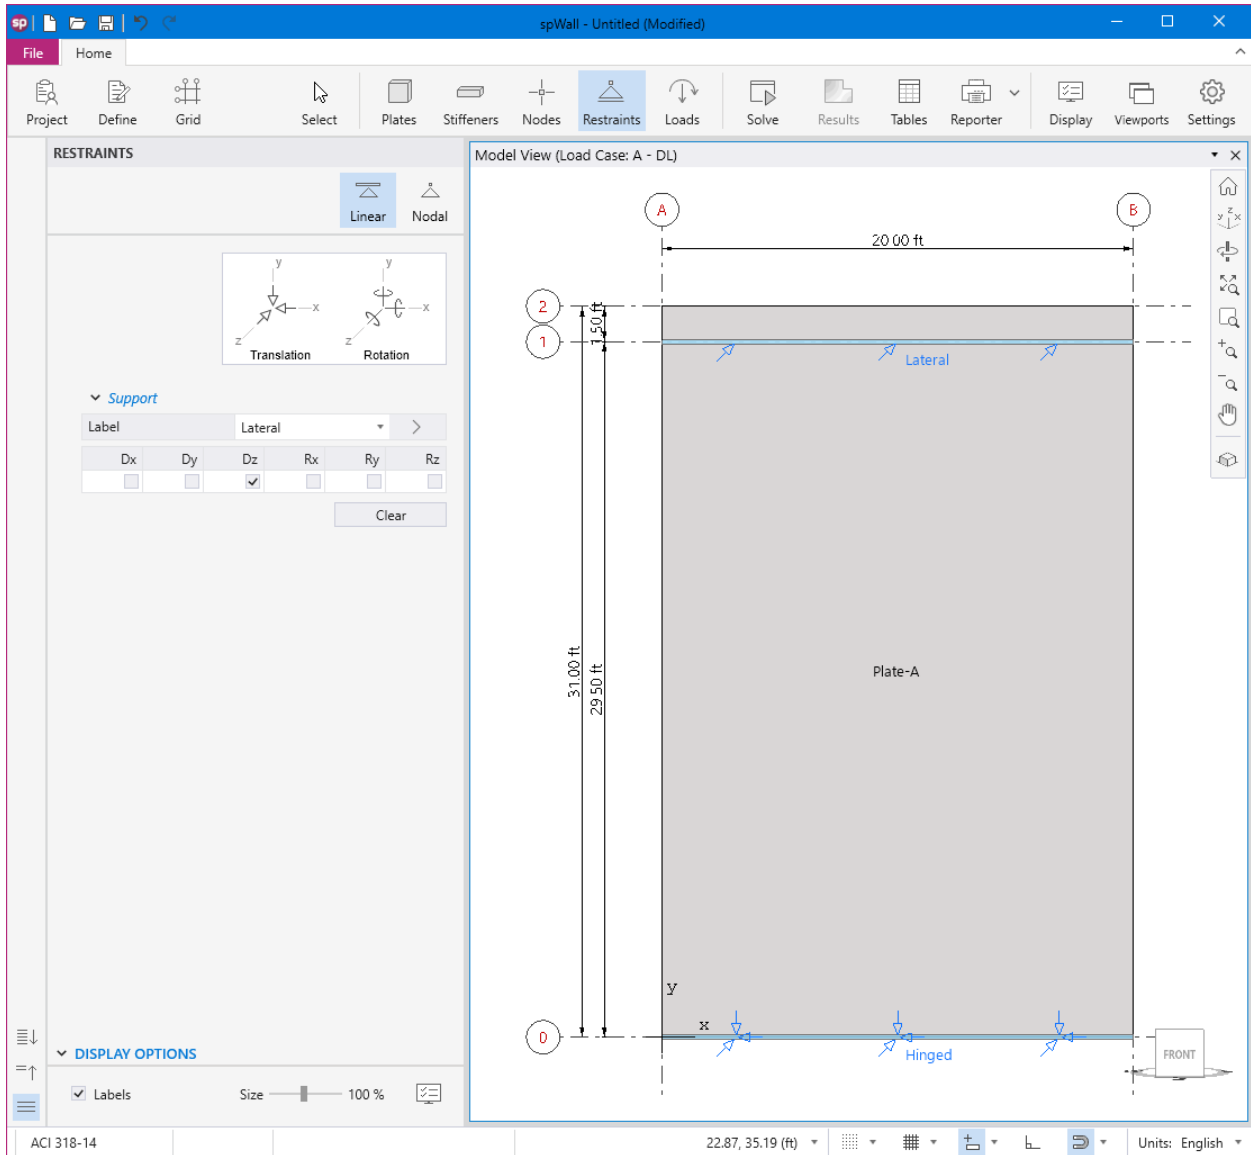 sp
spWall - Untitled (Modified)
File Home
Project Define Grid Select Plates Stiffeners Nodes Restraints Loads Solve Results Tables Reporter Display Viewports Settings
RESTRAINTS
Linear Nodal
y y
x x
z z
Translation Rotation
Support
Label Lateral
Dx Dy Dz Rx Ry Rz
Clear
DISPLAY OPTIONS
Labels Size 100 %
Model View (Load Case: A - DL)
A B
20.00 ft
2
1.50 ft
1
Lateral
31.00 ft
29.50 ft
Plate-A
y
x
0
Hinged
y z x
FRONT
ACI 318-14 22.87, 35.19 (ft) Units: English